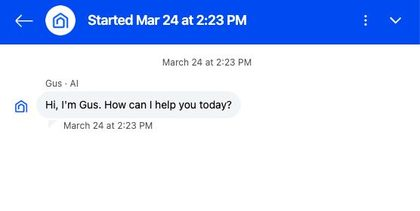 Started Mar 24 at 2:23 PM
March 24 at 2:23 PM
Gus · AI
Hi, I'm Gus. How can I help you today?
March 24 at 2:23 PM